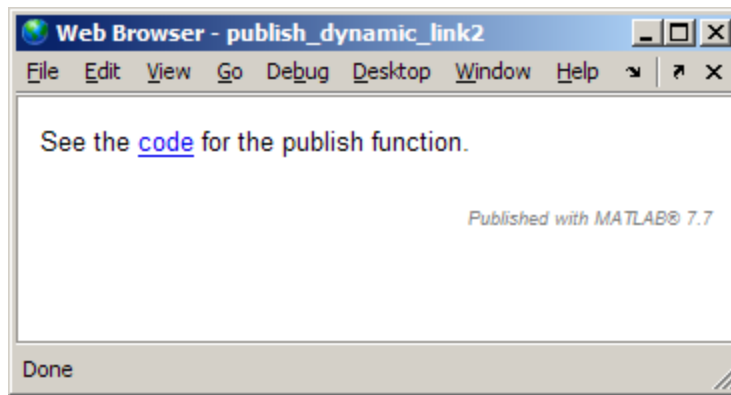 Web Browser - publish_dynamic_link2
File Edit View Go Debug Desktop Window Help
See the code for the publish function.
Published with MATLAB® 7.7
Done